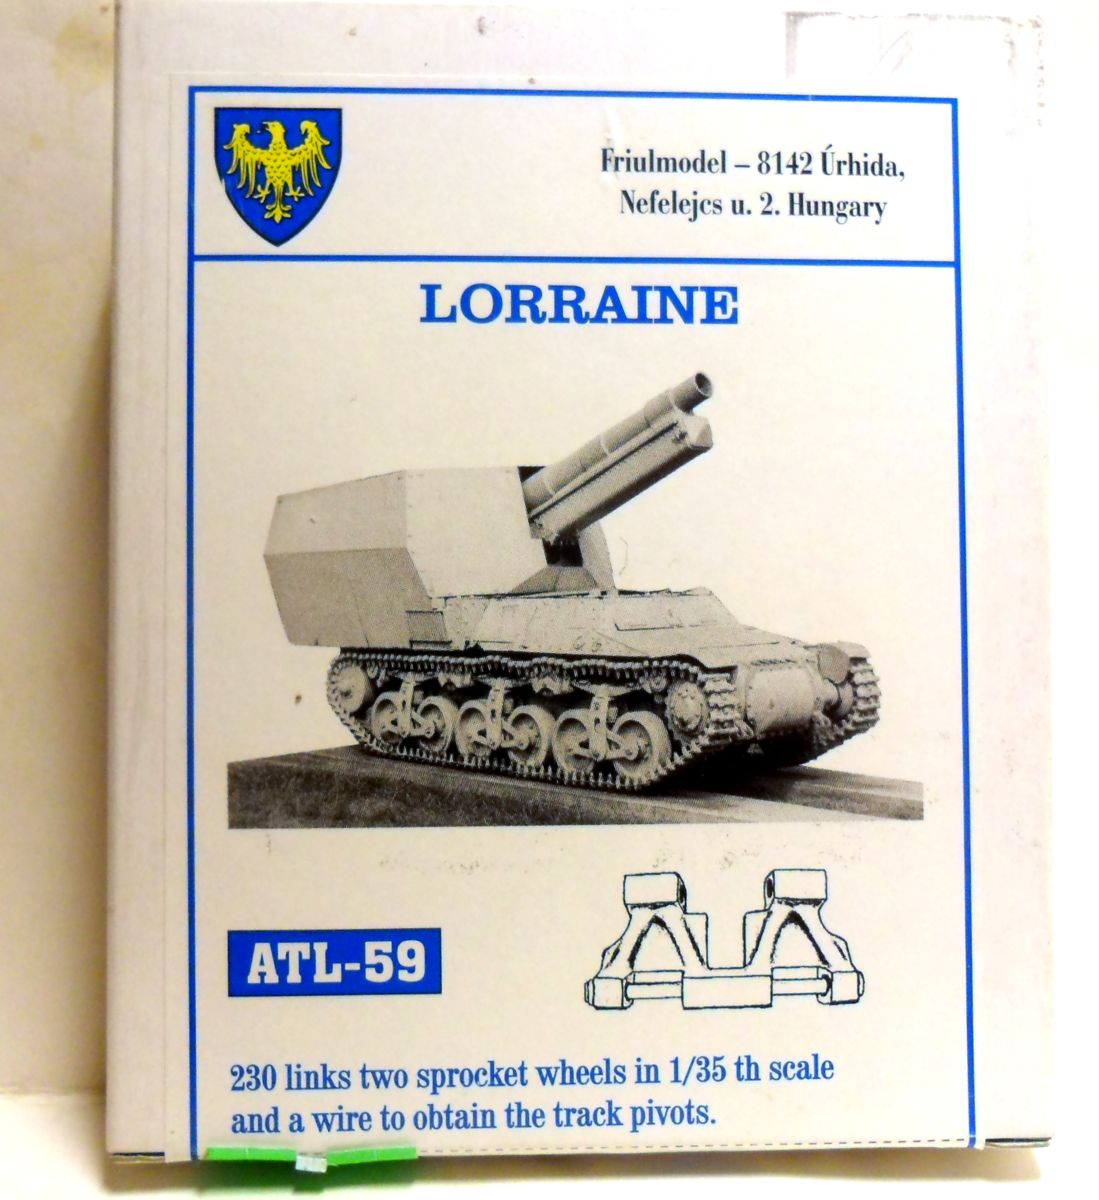 Friulmodel – 8142 Úrhida,
Nefelejcs u. 2. Hungary
LORRAINE
ATL-59
230 links two sprocket wheels in 1/35 th scale
and a wire to obtain the track pivots.